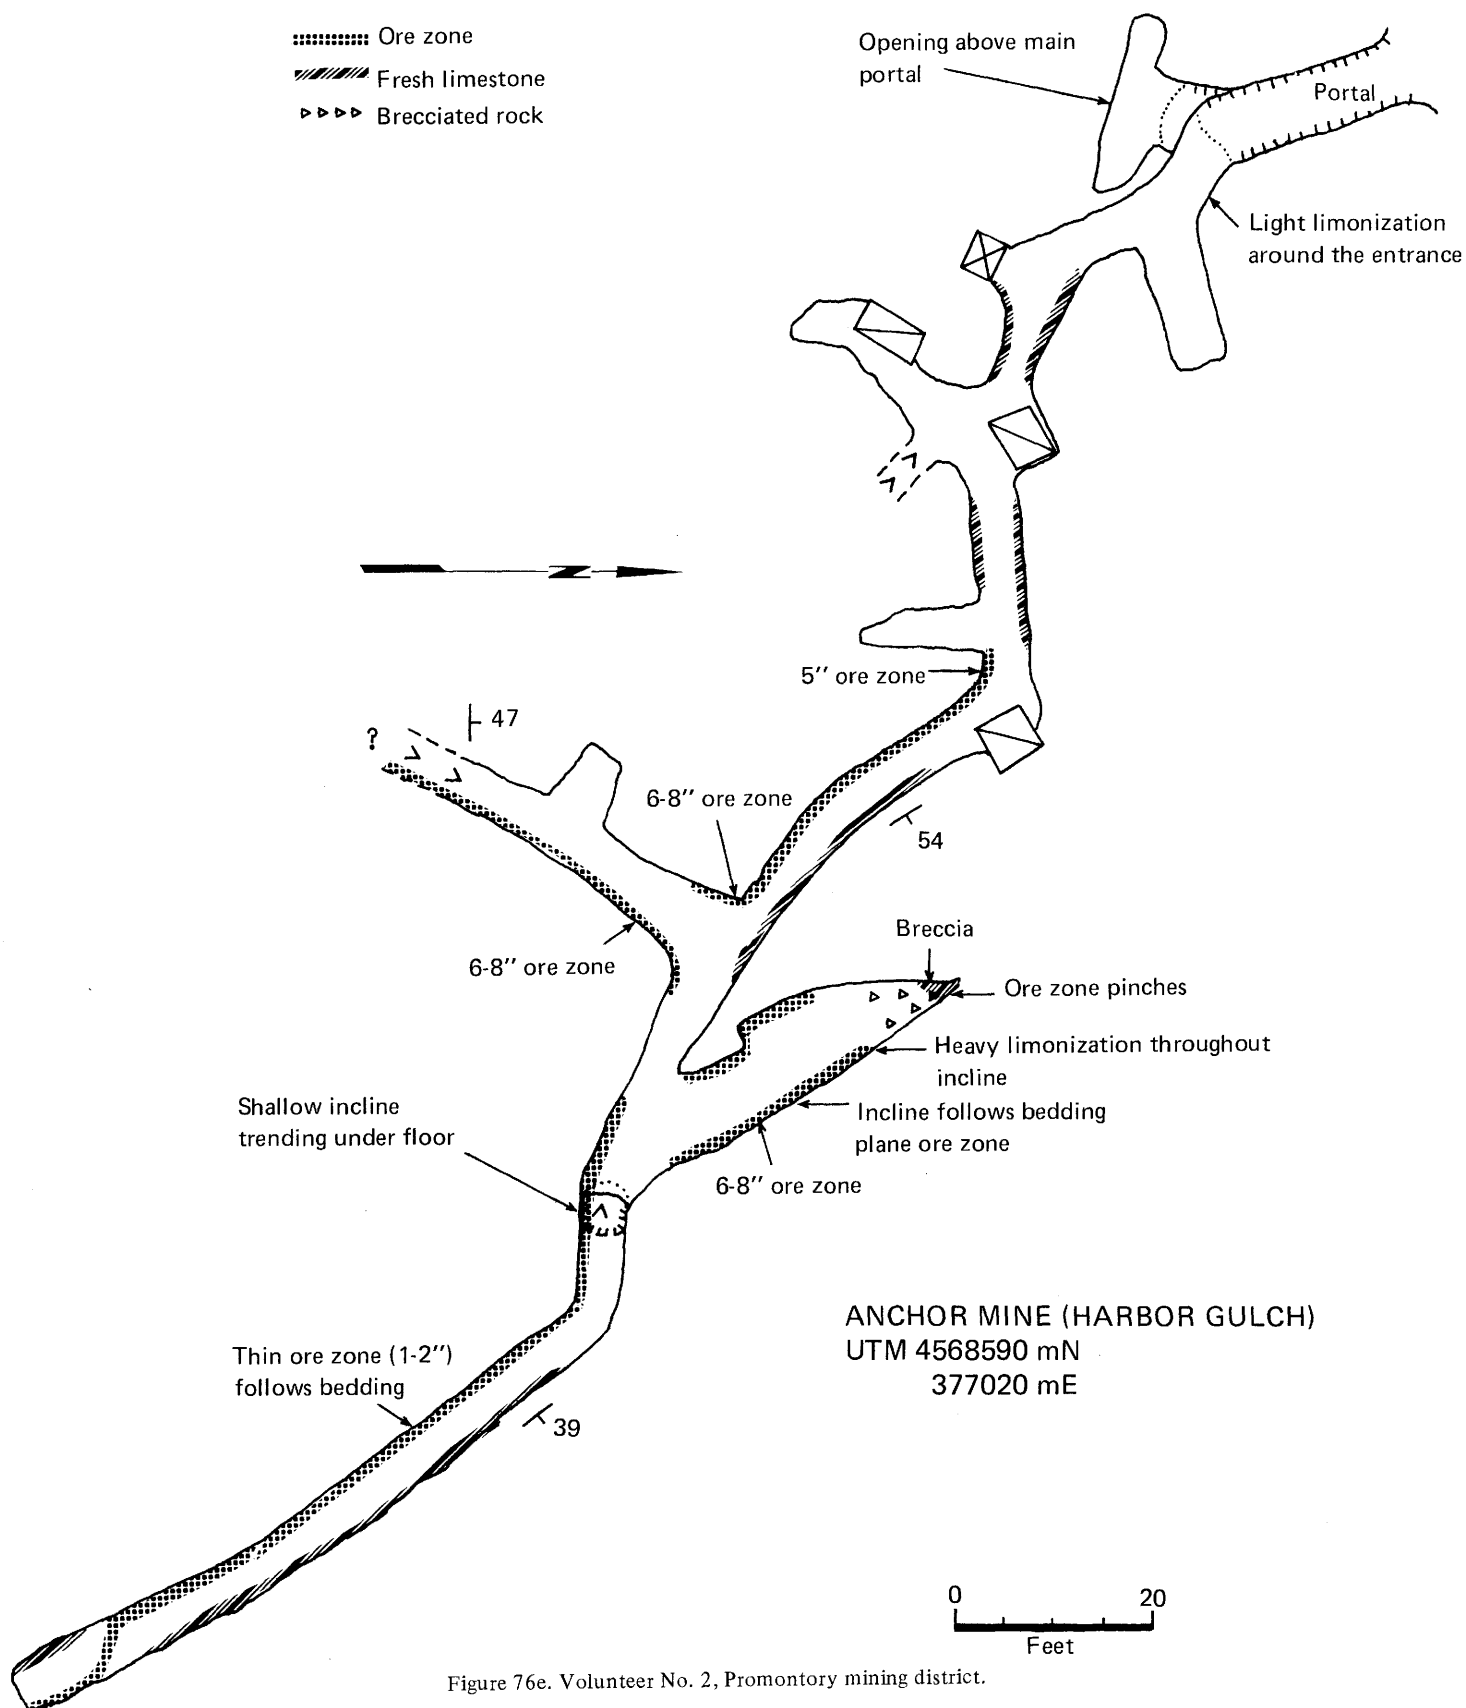 Ore zone
Fresh limestone
Brecciated rock
Opening above main
portal
Portal
Light limonization
around the entrance
N
5" ore zone
47
?
6-8" ore zone
54
6-8" ore zone
Breccia
Ore zone pinches
Heavy limonization throughout
incline
Incline follows bedding
plane ore zone
6-8" ore zone
Shallow incline
trending under floor
Thin ore zone (1-2")
follows bedding
39
ANCHOR MINE (HARBOR GULCH)
UTM 4568590 mN
377020 mE
0 20
Feet
Figure 76e. Volunteer No. 2, Promontory mining district.